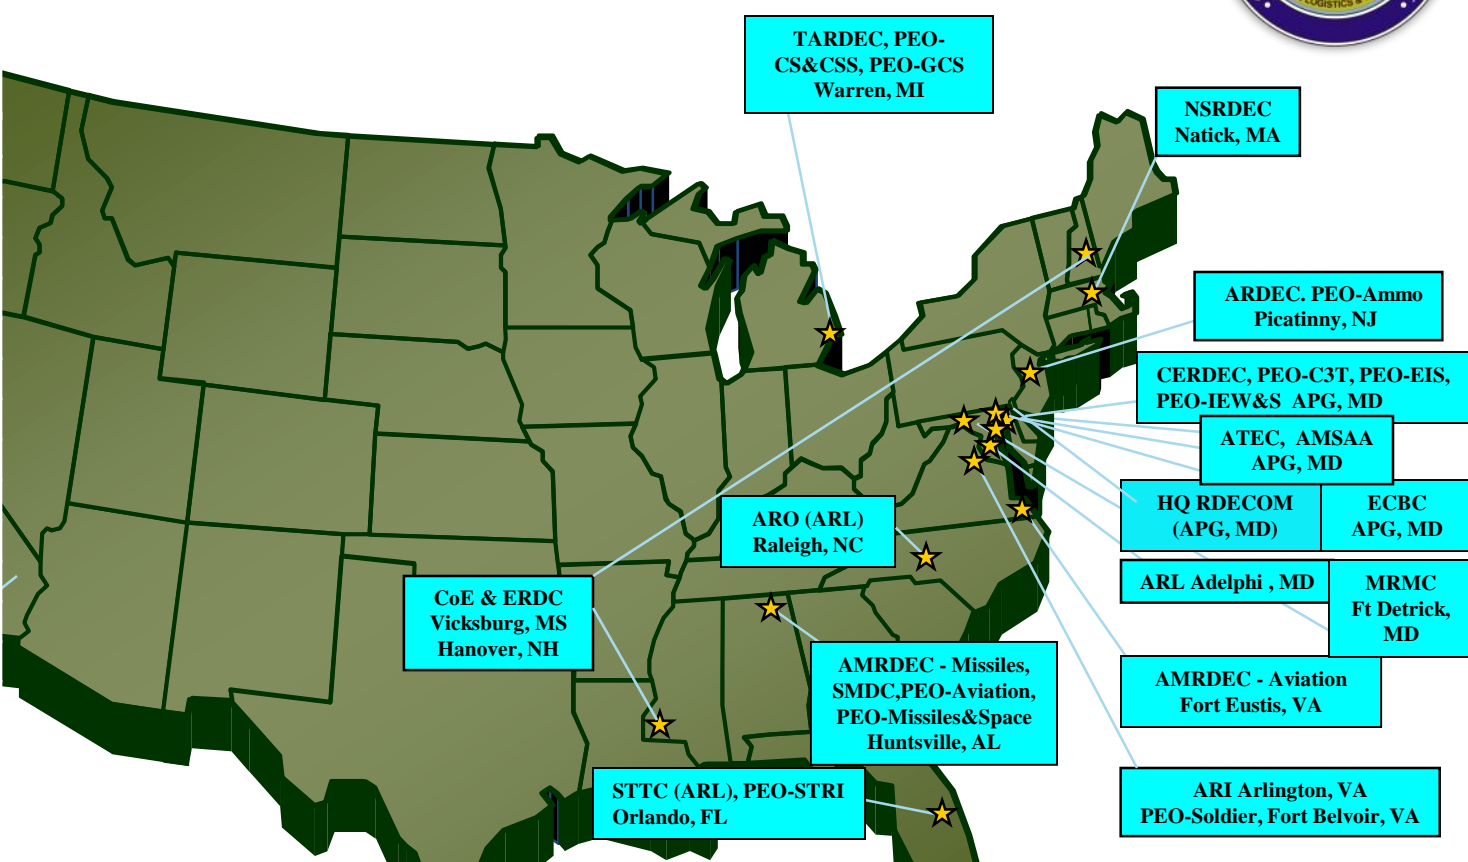 LOGISTICS &
TARDEC, PEO-
CS&CSS, PEO-GCS
Warren, MI
NSRDEC
Natick, MA
ARDEC. PEO-Ammo
Picatinny, NJ
CERDEC, PEO-C3T, PEO-EIS,
PEO-IEW&S APG, MD
ATEC, AMSAA
APG, MD
HQ RDECOM
(APG, MD)
ECBC
APG, MD
ARO (ARL)
Raleigh, NC
ARL Adelphi , MD
MRMC
Ft Detrick,
MD
CoE & ERDC
Vicksburg, MS
Hanover, NH
AMRDEC - Missiles,
SMDC,PEO-Aviation,
PEO-Missiles&Space
Huntsville, AL
AMRDEC - Aviation
Fort Eustis, VA
STTC (ARL), PEO-STRI
Orlando, FL
ARI Arlington, VA
PEO-Soldier, Fort Belvoir, VA